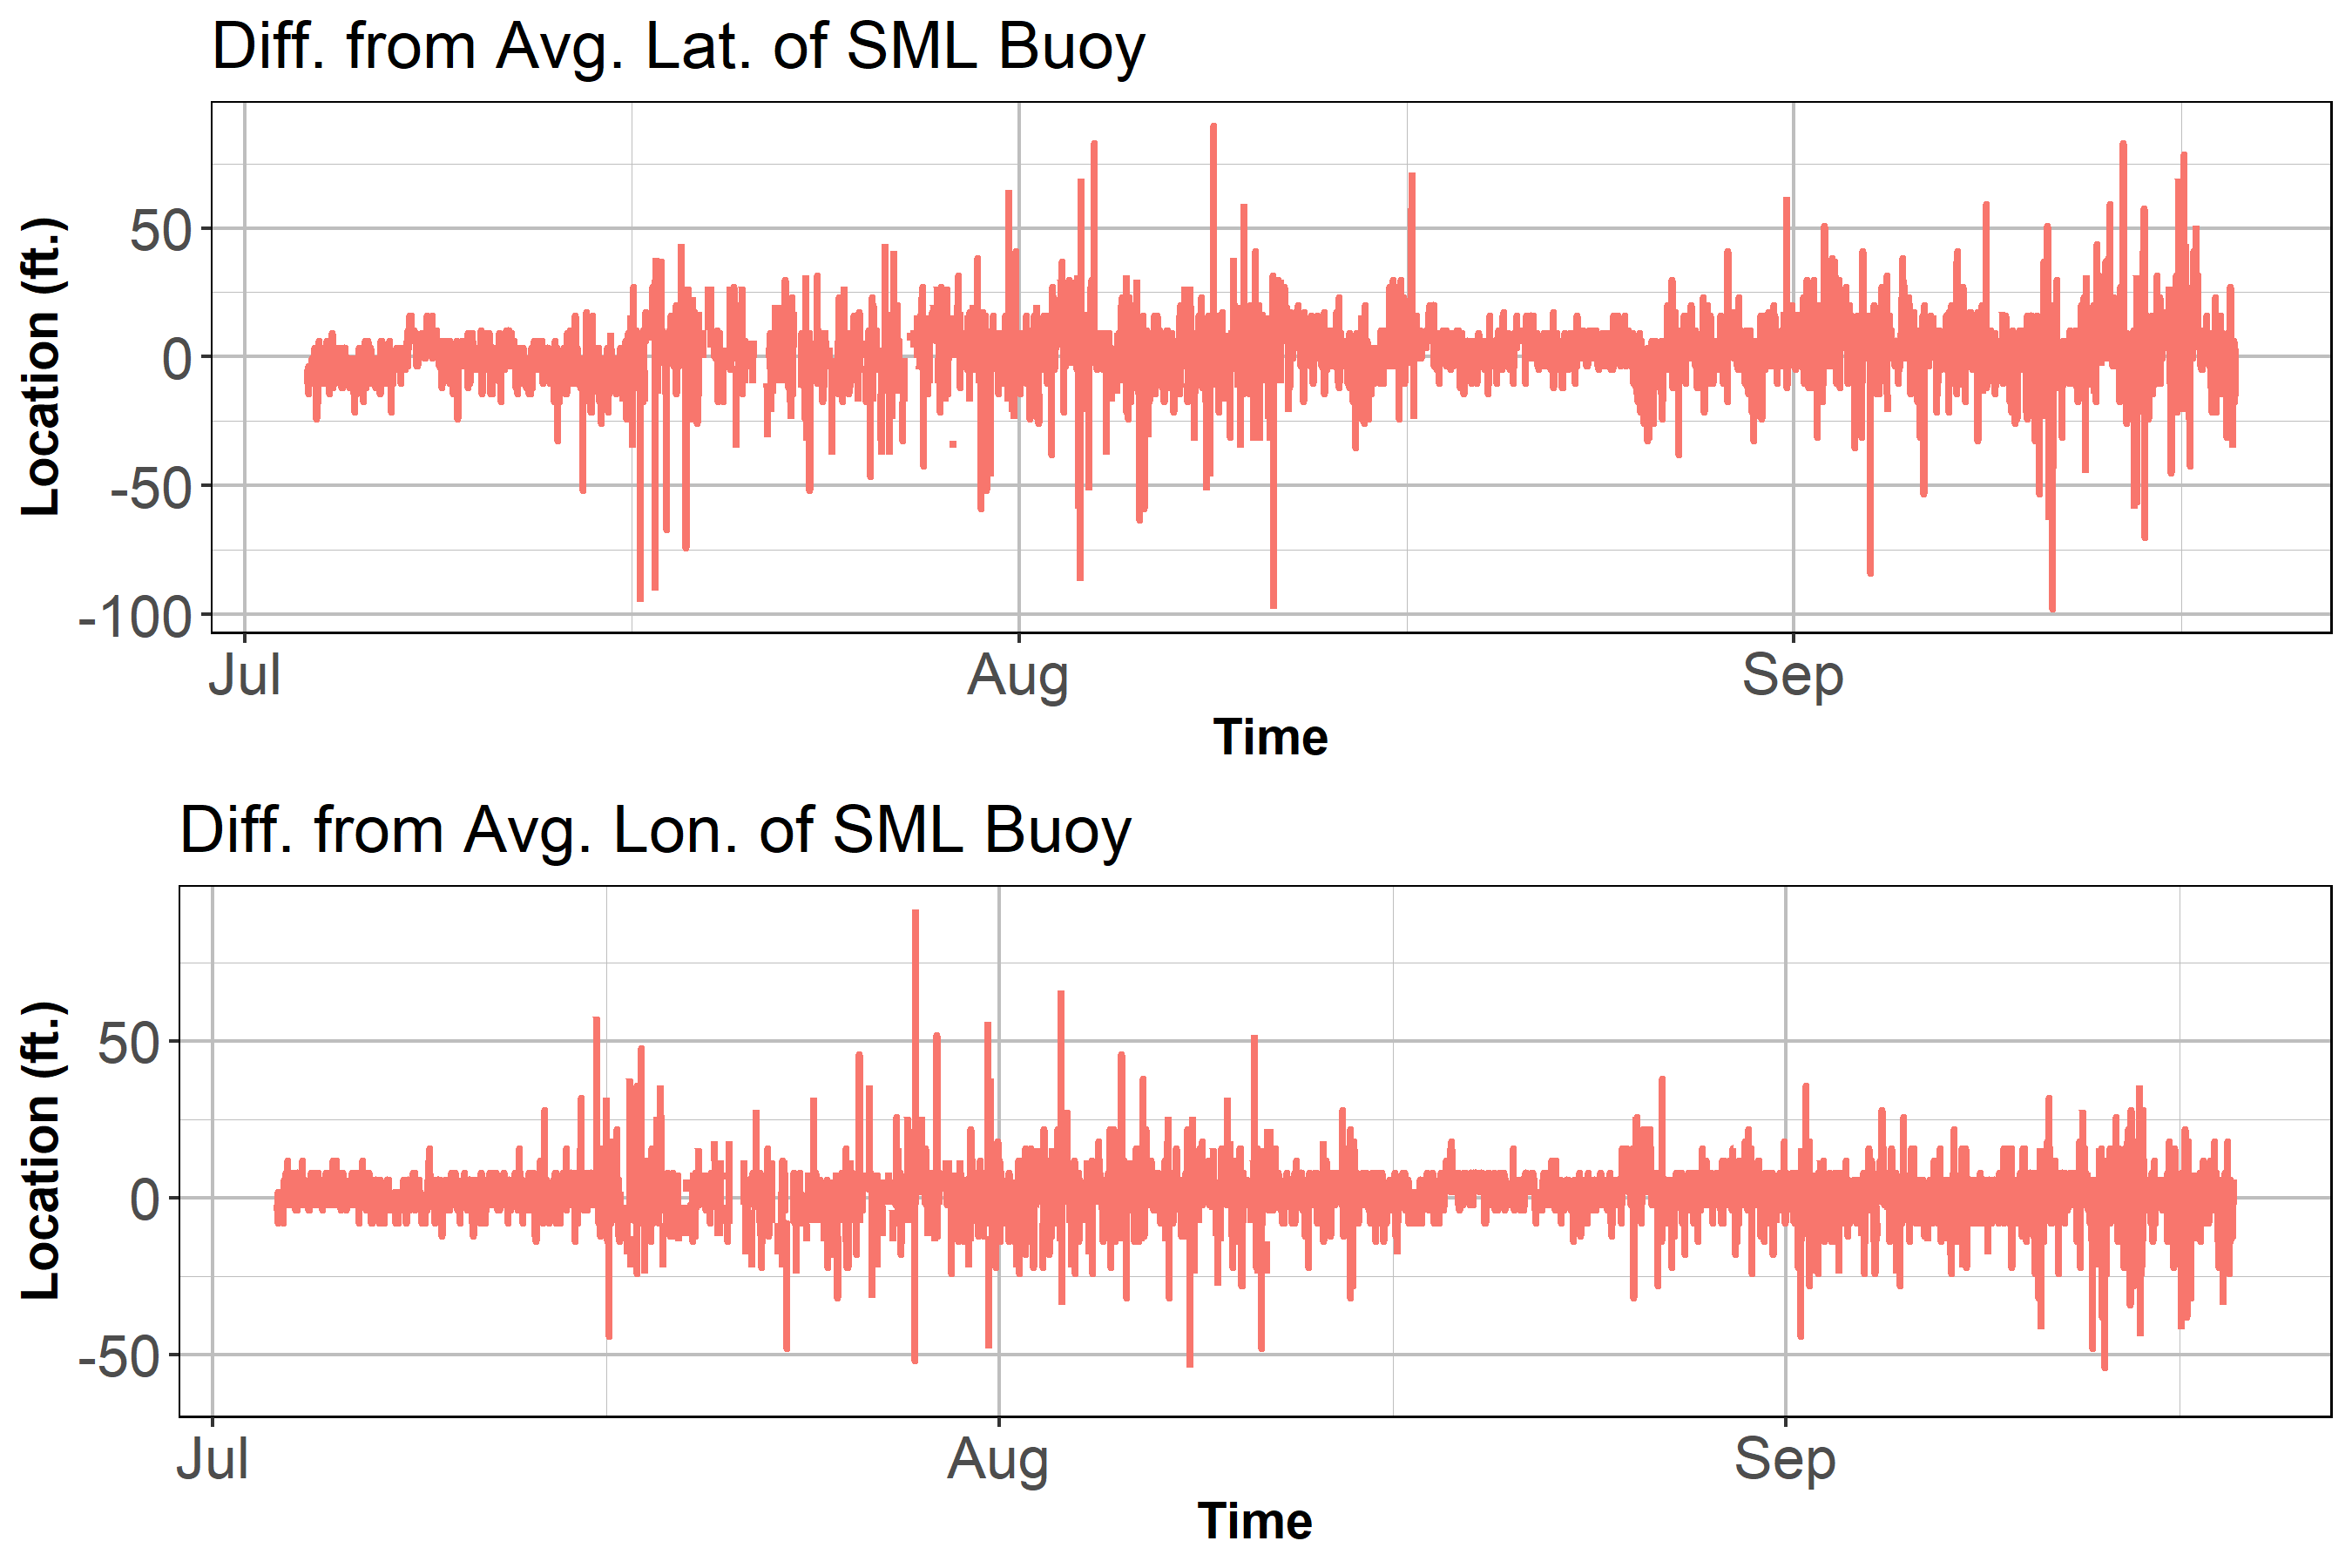 Diff. from Avg. Lat. of SML Buoy
Location (ft.)
50
0
-50
-100
Jul Aug Sep
Time
Diff. from Avg. Lon. of SML Buoy
Location (ft.)
50
0
-50
Jul Aug Sep
Time